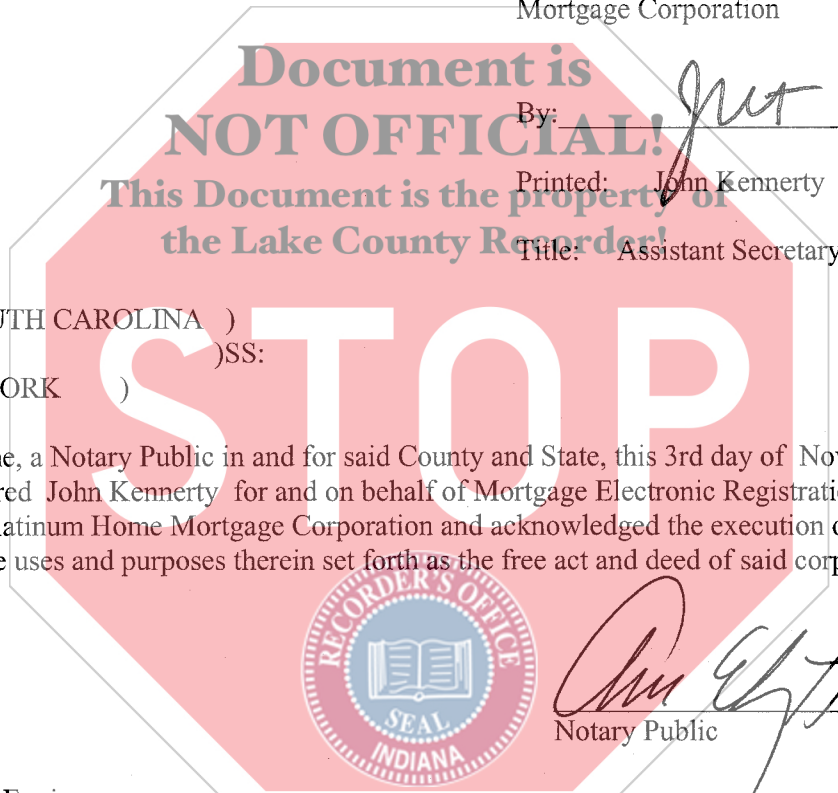 Mortgage Corporation
Document is
NOT OFFICIAL!
By:
This Document is the property of
Printed: John Kennerty
the Lake County Recorder!
Title: Assistant Secretary
UTH CAROLINA )
)SS:
ORK )
STOP
e, a Notary Public in and for said County and State, this 3rd day of No
red John Kennerty for and on behalf of Mortgage Electronic Registrati
latinum Home Mortgage Corporation and acknowledged the execution o
e uses and purposes therein set forth as the free act and deed of said corp
RECORDER'S OFFICE
SEAL
INDIANA
Notary Public